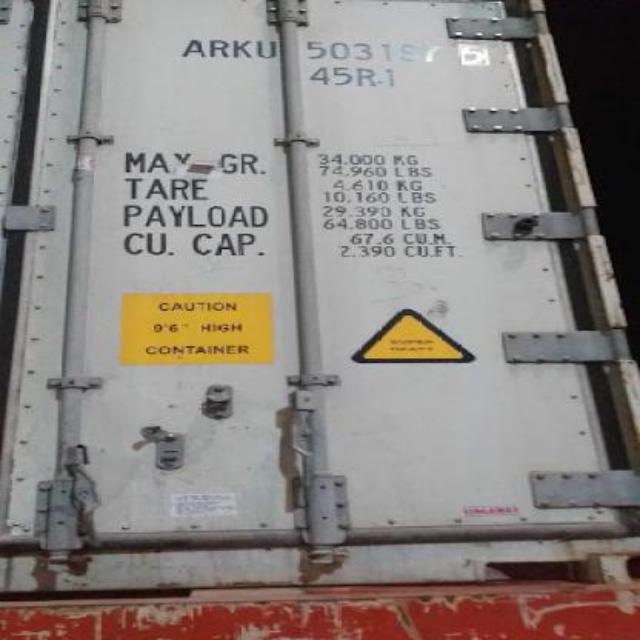 ARKU 5031
45R1
MAX GR. 34.000 KG
74.960 LBS
TARE 4.610 KG
10.160 LBS
PAYLOAD 29.390 KG
64.800 LBS
CU. CAP. 67.6 CU.M.
2.390 CU.FT.
CAUTION
9'6" HIGH
CONTAINER